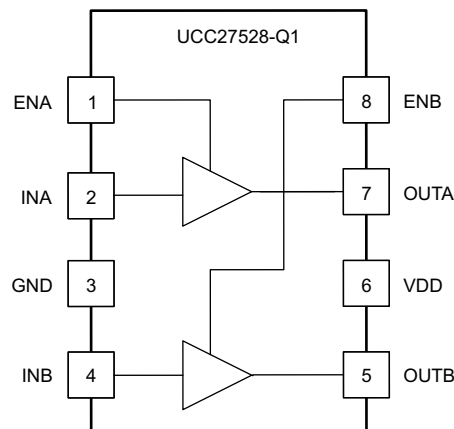 UCC27528-Q1
ENA 1 8 ENB
INA 2 7 OUTA
GND 3 6 VDD
INB 4 5 OUTB